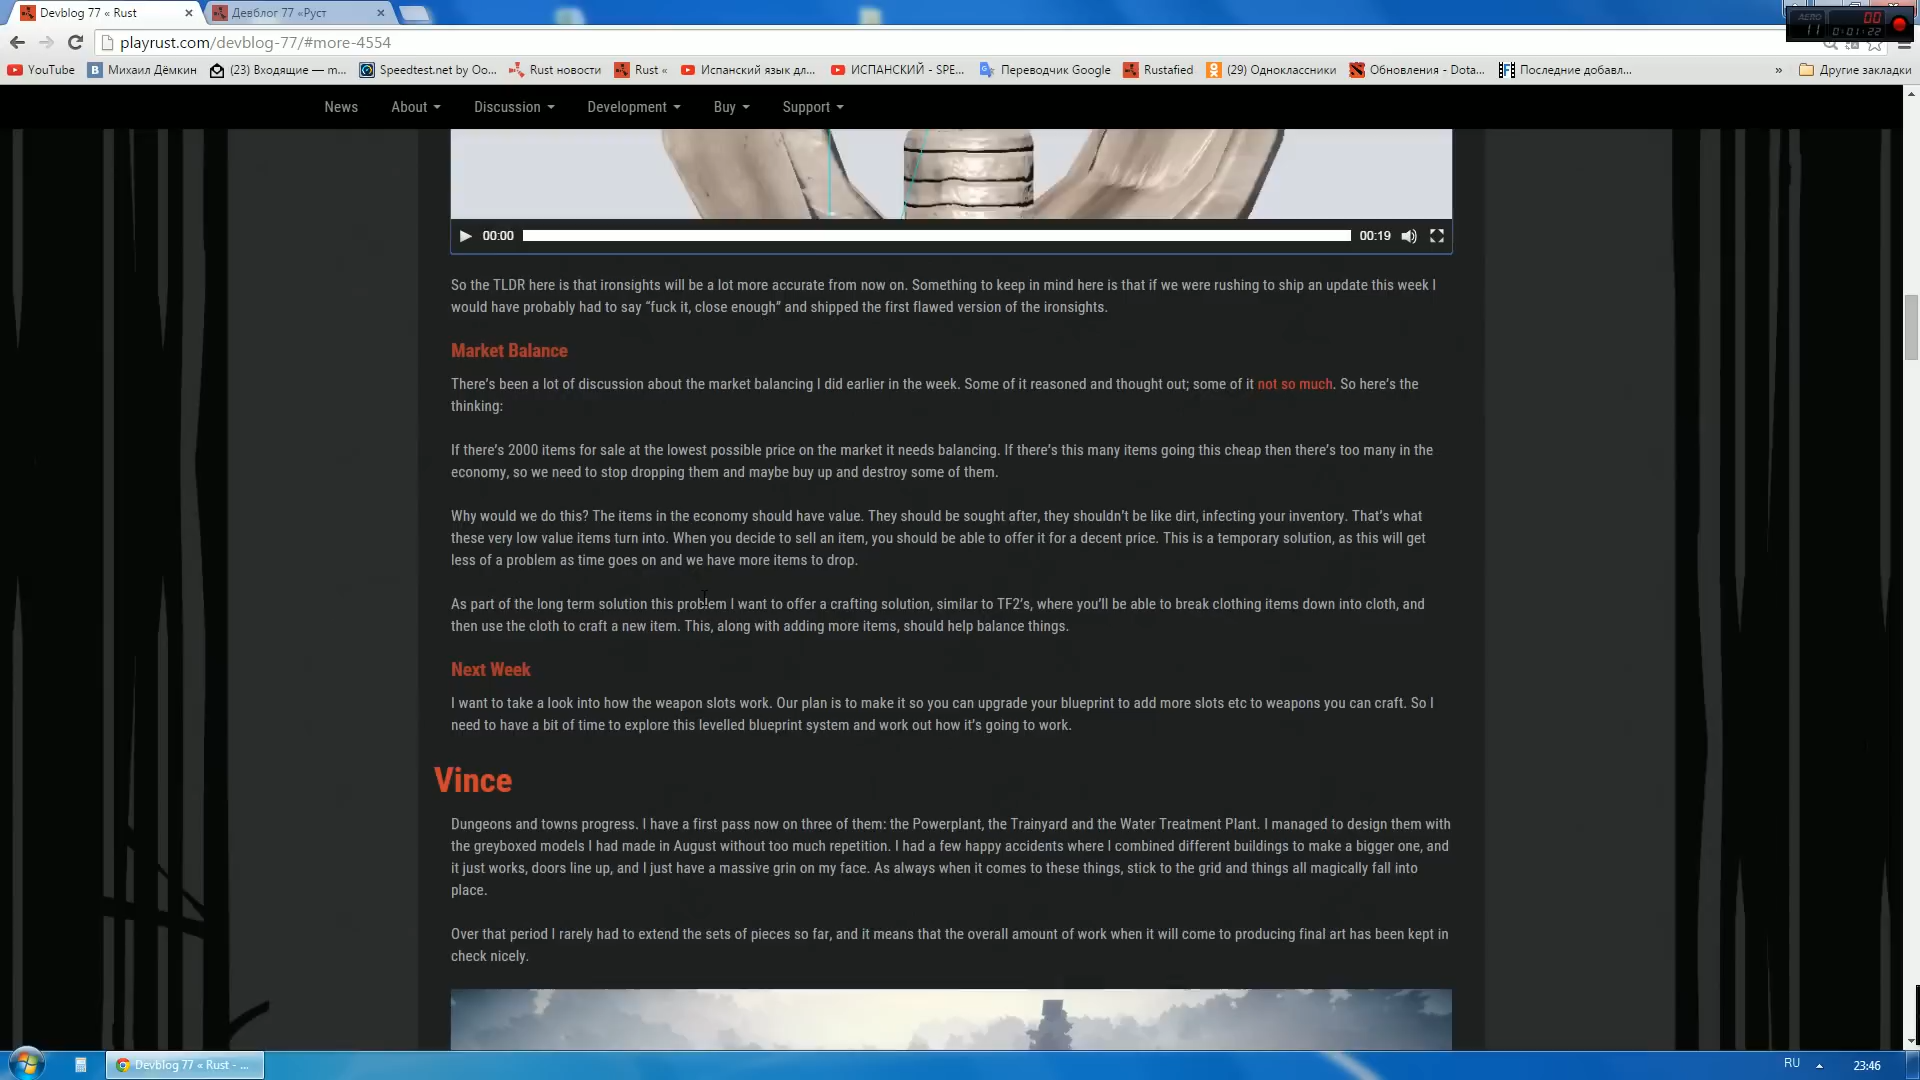 Devblog 77 « Rust
Девблог 77 «Руст
playrust.com/devblog-77/#more-4554
00
11 0:01:22
YouTube
Михаил Дёмкин
(23) Входящие — m...
Speedtest.net by Oo...
Rust новости
Rust «
Испанский язык дл...
ИСПАНСКИЙ - SPE...
Переводчик Google
Rustafied
(29) Одноклассники
Обновления - Dota...
Последние добавл...
»
Другие закладки
News About Discussion Development Buy Support
00:00 00:19
So the TLDR here is that ironsights will be a lot more accurate from now on. Something to keep in mind here is that if we were rushing to ship an update this week I
would have probably had to say “fuck it, close enough” and shipped the first flawed version of the ironsights.
Market Balance
There’s been a lot of discussion about the market balancing I did earlier in the week. Some of it reasoned and thought out; some of it not so much. So here’s the
thinking:
If there’s 2000 items for sale at the lowest possible price on the market it needs balancing. If there’s this many items going this cheap then there’s too many in the
economy, so we need to stop dropping them and maybe buy up and destroy some of them.
Why would we do this? The items in the economy should have value. They should be sought after, they shouldn’t be like dirt, infecting your inventory. That’s what
these very low value items turn into. When you decide to sell an item, you should be able to offer it for a decent price. This is a temporary solution, as this will get
less of a problem as time goes on and we have more items to drop.
As part of the long term solution this problem I want to offer a crafting solution, similar to TF2’s, where you’ll be able to break clothing items down into cloth, and
then use the cloth to craft a new item. This, along with adding more items, should help balance things.
Next Week
I want to take a look into how the weapon slots work. Our plan is to make it so you can upgrade your blueprint to add more slots etc to weapons you can craft. So I
need to have a bit of time to explore this levelled blueprint system and work out how it’s going to work.
Vince
Dungeons and towns progress. I have a first pass now on three of them: the Powerplant, the Trainyard and the Water Treatment Plant. I managed to design them with
the greyboxed models I had made in August without too much repetition. I had a few happy accidents where I combined different buildings to make a bigger one, and
it just works, doors line up, and I just have a massive grin on my face. As always when it comes to these things, stick to the grid and things all magically fall into
place.
Over that period I rarely had to extend the sets of pieces so far, and it means that the overall amount of work when it will come to producing final art has been kept in
check nicely.
Devblog 77 « Rust - ...
RU
23:46